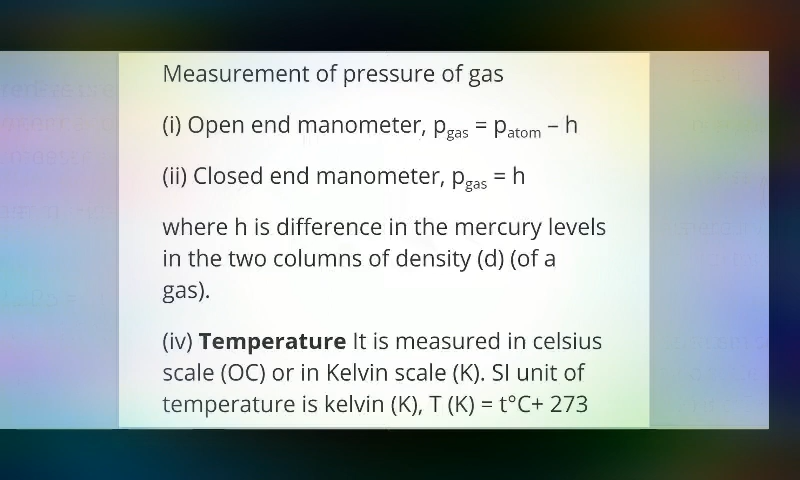 Measurement of pressure of gas
(i) Open end manometer, pgas = patom – h
(ii) Closed end manometer, pgas = h
where h is difference in the mercury levels
in the two columns of density (d) (of a
gas).
(iv) Temperature It is measured in celsius
scale (OC) or in Kelvin scale (K). SI unit of
temperature is kelvin (K), T (K) = t°C+ 273